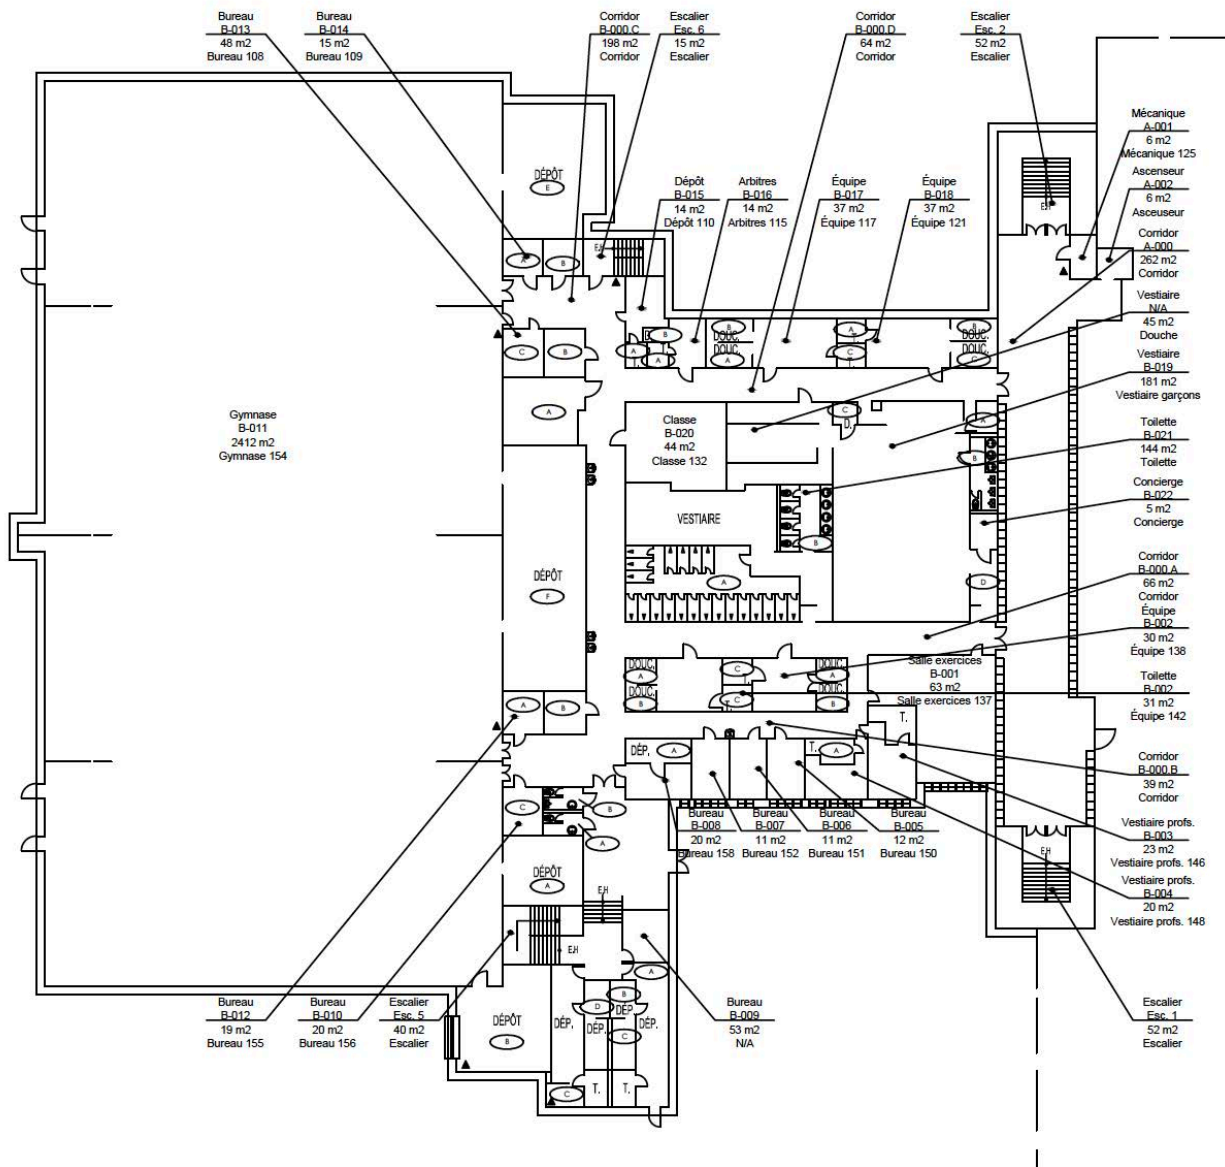 Bureau
B-013
48 m2
Bureau 108
Bureau
B-014
15 m2
Bureau 109
Corridor
B-000.C
198 m2
Corridor
Escalier
Esc. 6
15 m2
Escalier
Corridor
B-000.D
64 m2
Corridor
Escalier
Esc. 2
52 m2
Escalier
Mécanique
A-001
6 m2
Mécanique 125
Ascenseur
A-002
6 m2
Asceuseur
Corridor
A-000
262 m2
Corridor
Vestiaire
N/A
45 m2
Douche
Vestiaire
B-019
181 m2
Vestiaire garçons
Toilette
B-021
144 m2
Toilette
Concierge
B-022
5 m2
Concierge
Corridor
B-000.A
66 m2
Corridor
Équipe
B-002
30 m2
Équipe 138
Toilette
B-002
31 m2
Équipe 142
Corridor
B-000.B
39 m2
Corridor
Vestiaire profs.
B-003
23 m2
Vestiaire profs. 146
Vestiaire profs.
B-004
20 m2
Vestiaire profs. 148
Escalier
Esc. 1
52 m2
Escalier
Dépôt
B-015
14 m2
Dépôt 110
Arbitres
B-016
14 m2
Arbitres 115
Équipe
B-017
37 m2
Équipe 117
Équipe
B-018
37 m2
Équipe 121
DÉPÔT
E
E.H
A
B
C
B
A
B
A
A
T.
B
DOUC.
DOUC.
A
A
T.
C
T.
B
DOUC.
DOUC.
C
Gymnase
B-011
2412 m2
Gymnase 154
Classe
B-020
44 m2
Classe 132
C
D.
A
B
VESTIAIRE
B
A
D
DÉPÔT
F
DOUC.
A
DOUC.
B
C
T.
C
T.
DOUC.
A
DOUC.
B
Salle exercices
B-001
63 m2
Salle exercices 137
T.
A
B
DÉP.
A
T.
A
C
B
A
Bureau
B-008
20 m2
Bureau 158
Bureau
B-007
11 m2
Bureau 152
Bureau
B-006
11 m2
Bureau 151
Bureau
B-005
12 m2
Bureau 150
E.H
E.H
DÉPÔT
A
E.H
E.H
A
B
D
DÉP.
DÉP.
DÉP.
DÉP.
C
DÉPÔT
B
C
T.
T.
Bureau
B-012
19 m2
Bureau 155
Bureau
B-010
20 m2
Bureau 156
Escalier
Esc. 5
40 m2
Escalier
Bureau
B-009
53 m2
N/A